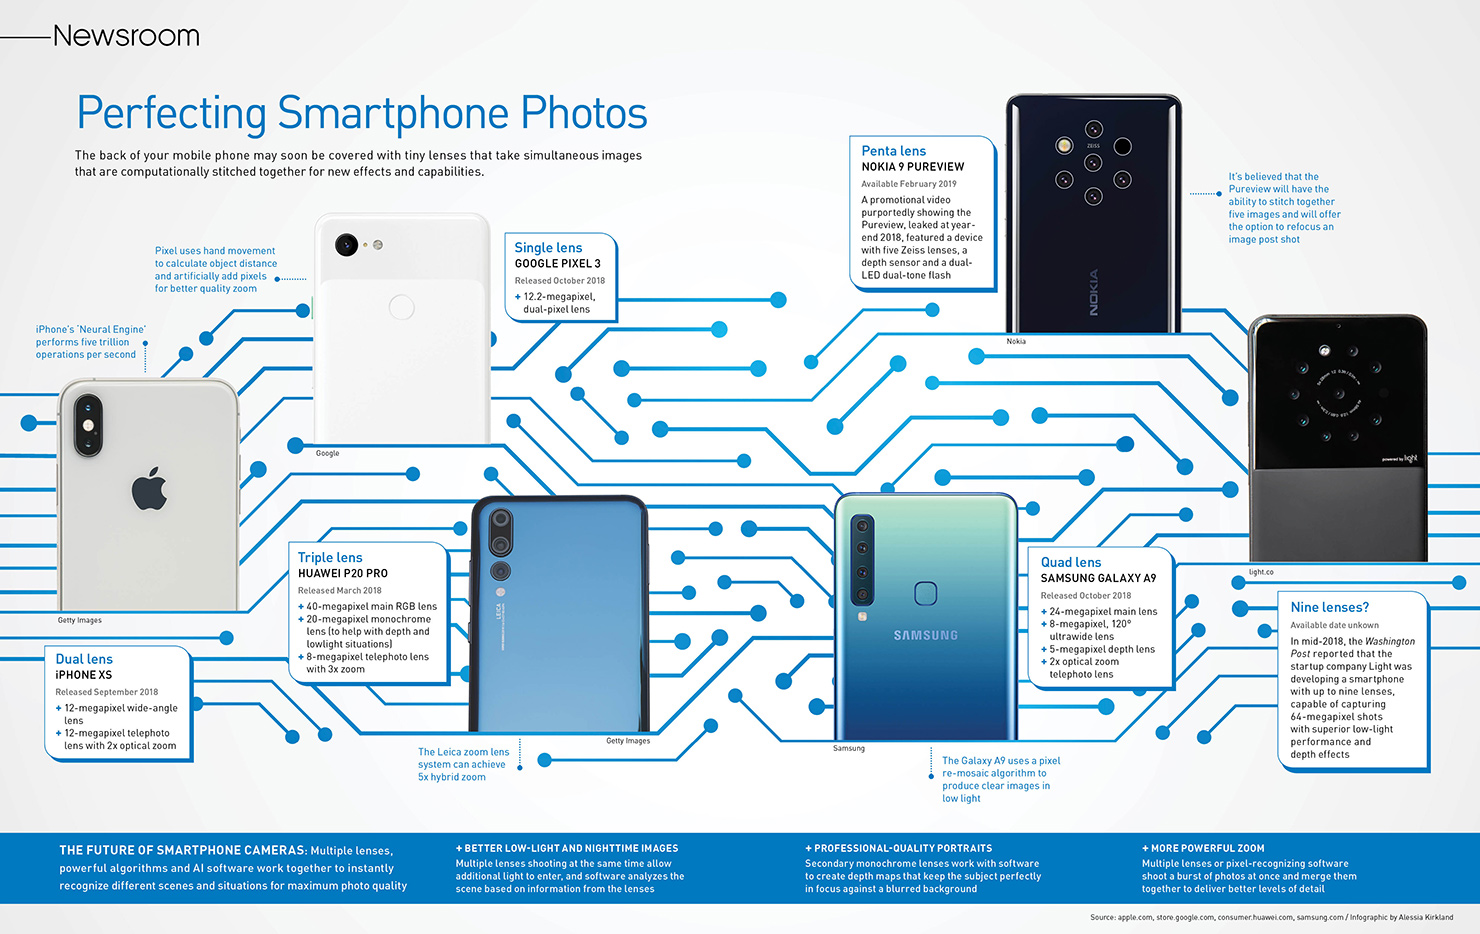 Newsroom
Perfecting Smartphone Photos
The back of your mobile phone may soon be covered with tiny lenses that take simultaneous images
that are computationally stitched together for new effects and capabilities.
iPhone's 'Neural Engine'
performs five trillion
operations per second
Getty Images
Dual lens
iPHONE XS
Released September 2018
+ 12-megapixel wide-angle
lens
+ 12-megapixel telephoto
lens with 2x optical zoom
Pixel uses hand movement
to calculate object distance
and artificially add pixels
for better quality zoom
Google
Single lens
GOOGLE PIXEL 3
Released October 2018
+ 12.2-megapixel,
dual-pixel lens
Triple lens
HUAWEI P20 PRO
Released March 2018
+ 40-megapixel main RGB lens
+ 20-megapixel monochrome
lens (to help with depth and
lowlight situations)
+ 8-megapixel telephoto lens
with 3x zoom
LEICA
Getty Images
The Leica zoom lens
system can achieve
5x hybrid zoom
Penta lens
NOKIA 9 PUREVIEW
Available February 2019
A promotional video
purportedly showing the
Pureview, leaked at year-
end 2018, featured a device
with five Zeiss lenses, a
depth sensor and a dual-
LED dual-tone flash
ZEISS
NOKIA
Nokia
It's believed that the
Pureview will have the
ability to stitch together
five images and will offer
the option to refocus an
image post shot
SAMSUNG
Samsung
Quad lens
SAMSUNG GALAXY A9
Released October 2018
+ 24-megapixel main lens
+ 8-megapixel, 120°
ultrawide lens
+ 5-megapixel depth lens
+ 2x optical zoom
telephoto lens
The Galaxy A9 uses a pixel
re-mosaic algorithm to
produce clear images in
low light
powered by light
light.co
Nine lenses?
Available date unkown
In mid-2018, the Washington
Post reported that the
startup company Light was
developing a smartphone
with up to nine lenses,
capable of capturing
64-megapixel shots
with superior low-light
performance and
depth effects
THE FUTURE OF SMARTPHONE CAMERAS: Multiple lenses,
powerful algorithms and AI software work together to instantly
recognize different scenes and situations for maximum photo quality
+ BETTER LOW-LIGHT AND NIGHTTIME IMAGES
Multiple lenses shooting at the same time allow
additional light to enter, and software analyzes the
scene based on information from the lenses
+ PROFESSIONAL-QUALITY PORTRAITS
Secondary monochrome lenses work with software
to create depth maps that keep the subject perfectly
in focus against a blurred background
+ MORE POWERFUL ZOOM
Multiple lenses or pixel-recognizing software
shoot a burst of photos at once and merge them
together to deliver better levels of detail
Source: apple.com, store.google.com, consumer.huawei.com, samsung.com / Infographic by Alessia Kirkland